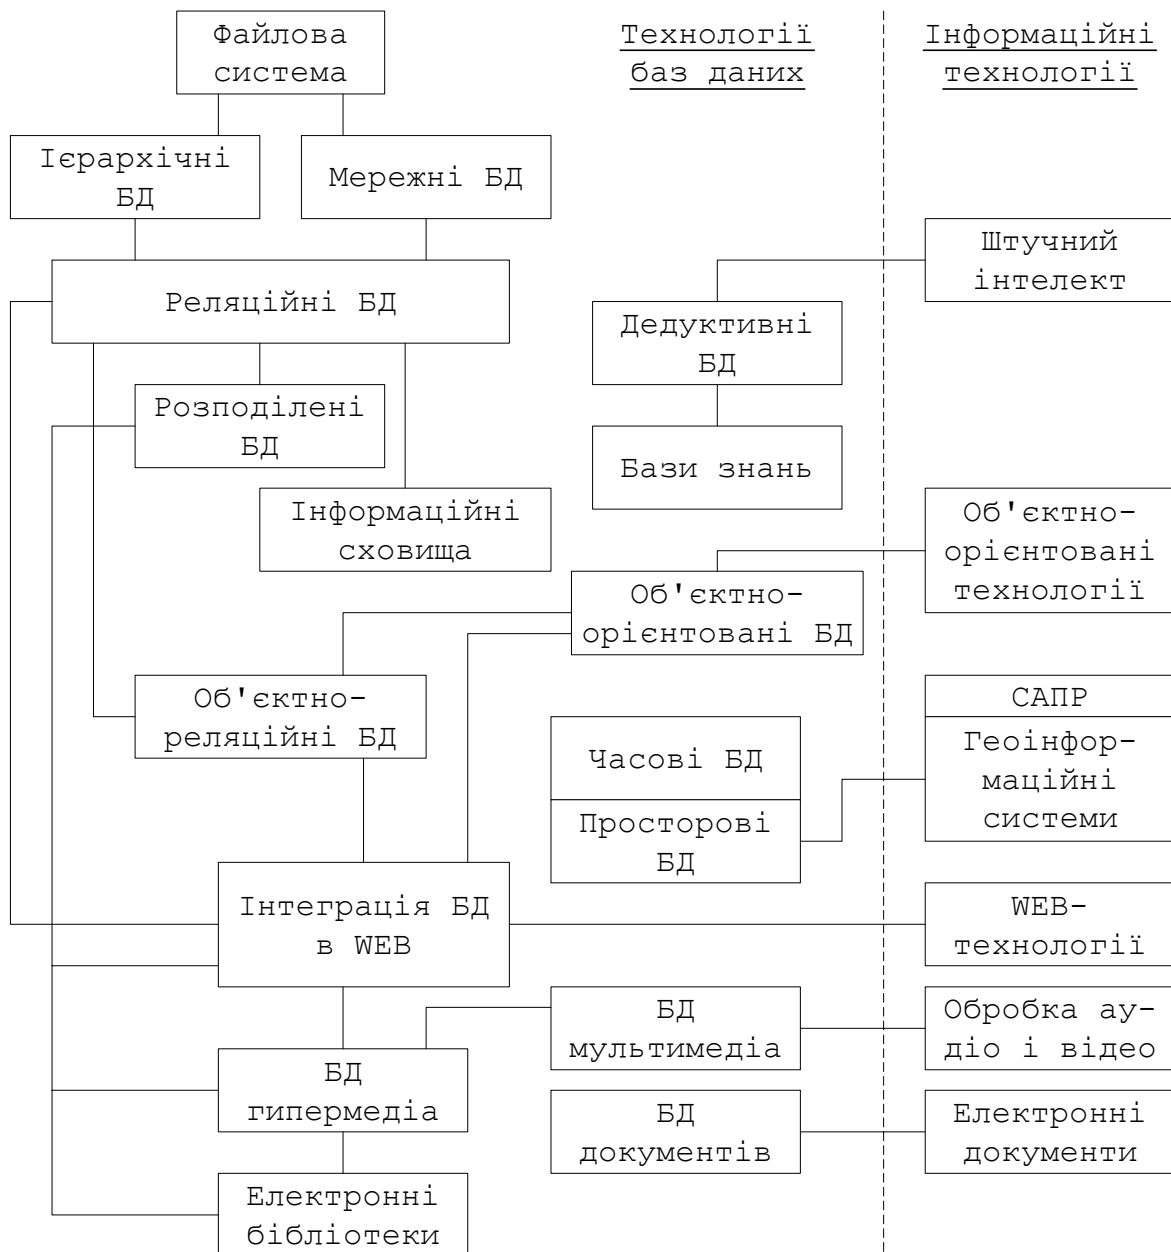 Файлова
система
Технології
баз даних
Інформаційні
технології
Ієрархічні
БД
Мережні БД
Штучний
інтелект
Реляційні БД
Дедуктивні
БД
Розподілені
БД
Бази знань
Інформаційні
сховища
Об'єктно-
орієнтовані
технології
Об'єктно-
орієнтовані БД
Об'єктно-
реляційні БД
САПР
Часові БД
Геоінфор-
маційні
системи
Просторові
БД
Інтеграція БД
в WEB
WEB-
технології
БД
мультимедіа
Обробка ау-
діо і відео
БД
гипермедіа
БД
документів
Електронні
документи
Електронні
бібліотеки